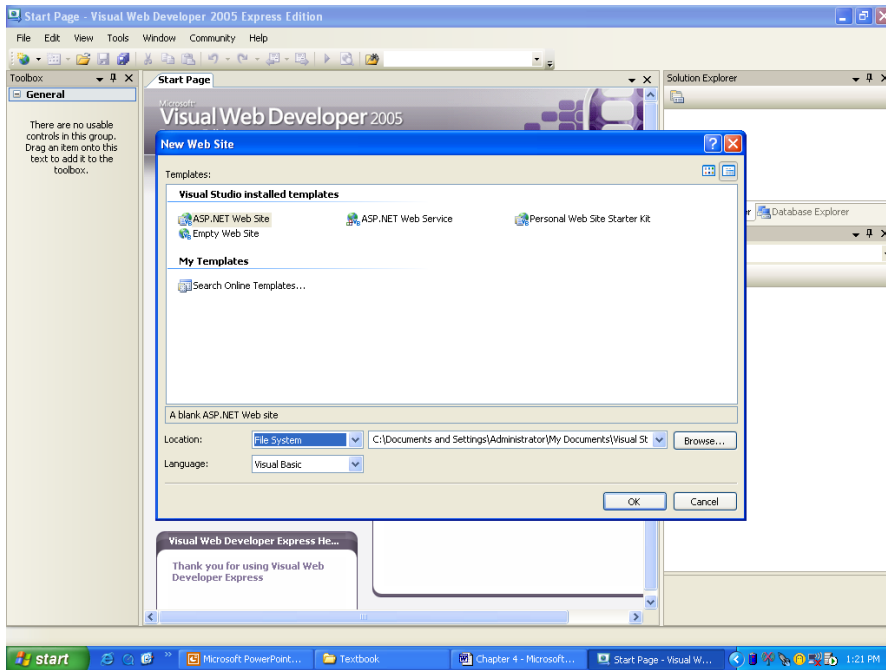 Start Page - Visual Web Developer 2005 Express Edition
File Edit View Tools Window Community Help
Toolbox
General
There are no usable
controls in this group.
Drag an item onto this
text to add it to the
toolbox.
Start Page
Microsoft
Visual Web Developer 2005
Solution Explorer
Database Explorer
New Web Site
Templates:
Visual Studio installed templates
ASP.NET Web Site ASP.NET Web Service Personal Web Site Starter Kit
Empty Web Site
My Templates
Search Online Templates...
A blank ASP.NET Web site
Location: File System C:\Documents and Settings\Administrator\My Documents\Visual St Browse...
Language: Visual Basic
OK Cancel
Visual Web Developer Express He...
Thank you for using Visual Web
Developer Express
start Microsoft PowerPoint... Textbook Chapter 4 - Microsoft... Start Page - Visual W... 1:21 PM